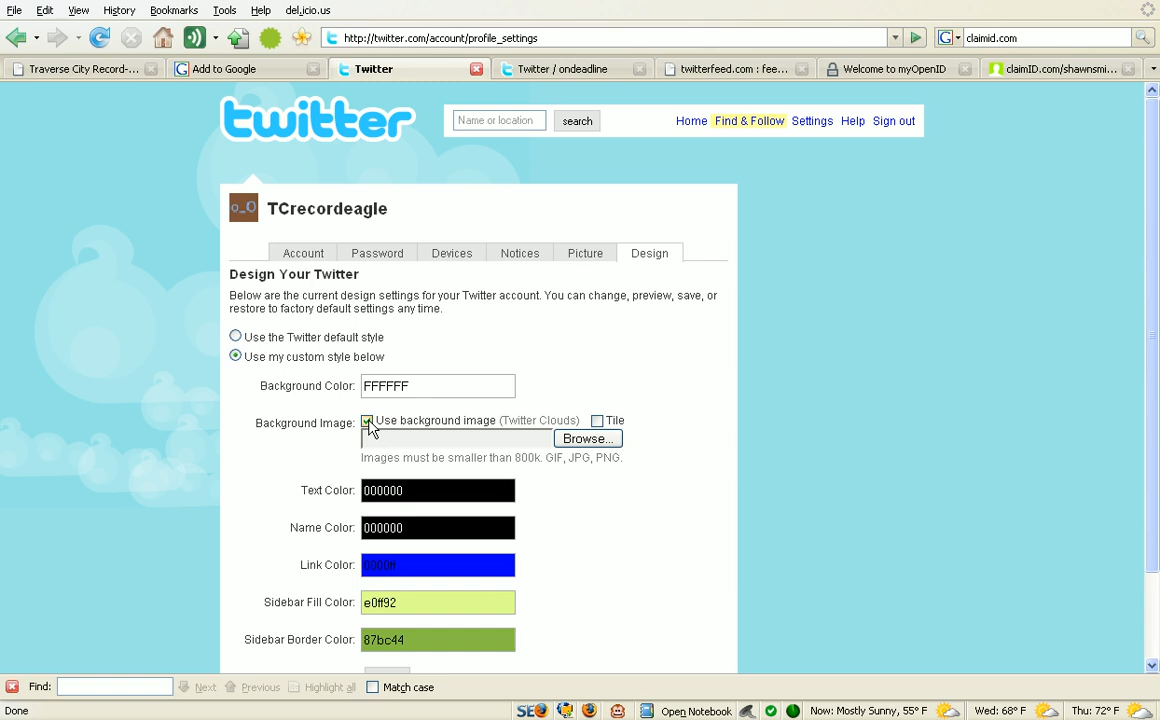 File Edit View History Bookmarks Tools Help del.icio.us
http://twitter.com/account/profile_settings
G claimid.com
Traverse City Record-... Add to Google Twitter Twitter / ondeadline twitterfeed.com : fee... Welcome to myOpenID claimID.com/shawnsmi...
twitter
Name or location search Home Find & Follow Settings Help Sign out
o_O TCrecordeagle
Account Password Devices Notices Picture Design
Design Your Twitter
Below are the current design settings for your Twitter account. You can change, preview, save, or
restore to factory default settings any time.
Use the Twitter default style
Use my custom style below
Background Color: FFFFFF
Background Image: Use background image (Twitter Clouds) Tile
Browse...
Images must be smaller than 800k. GIF, JPG, PNG.
Text Color: 000000
Name Color: 000000
Link Color: 0000ff
Sidebar Fill Color: e0ff92
Sidebar Border Color: 87bc44
Find: Next Previous Highlight all Match case
Done SEO Open Notebook Now: Mostly Sunny, 55° F Wed: 68° F Thu: 72° F